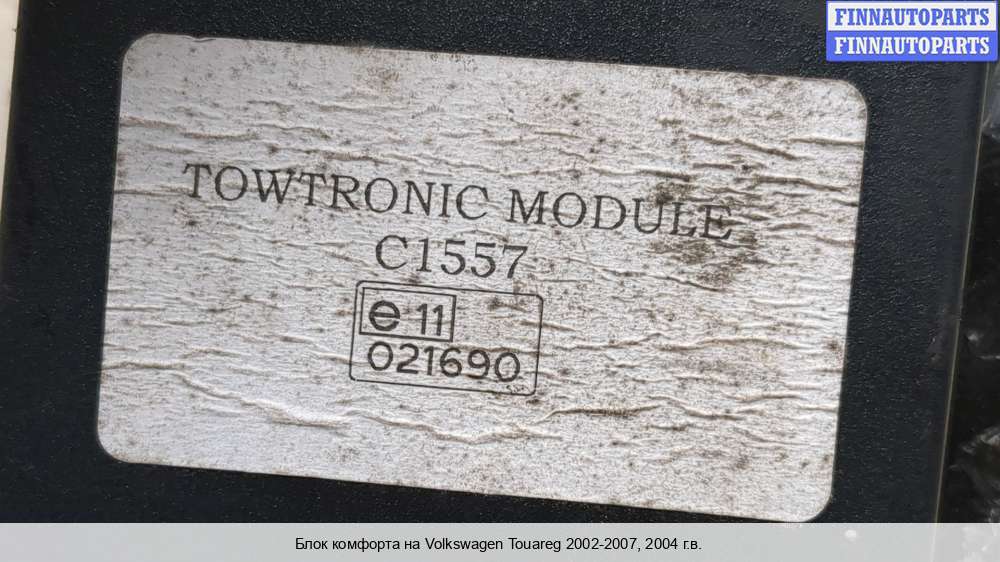 FINNAUTOPARTS
FINNAUTOPARTS
TOWTRONIC MODULE
C1557
e 11
021690
Блок комфорта на Volkswagen Touareg 2002-2007, 2004 г.в.